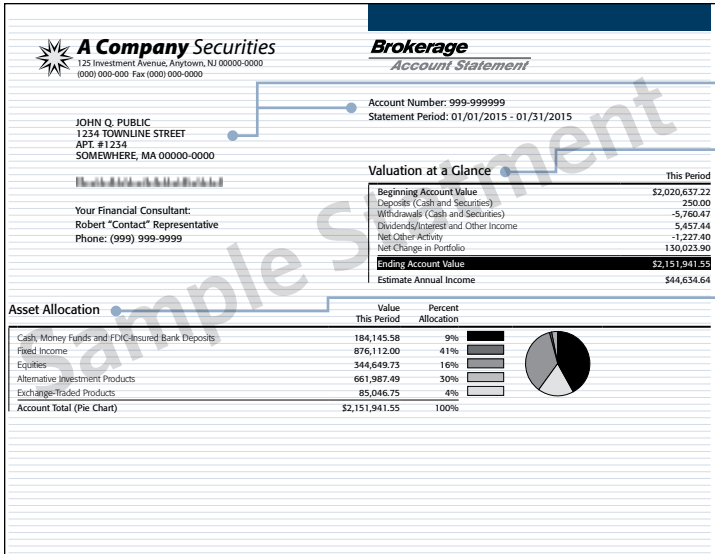 A Company Securities
125 Investment Avenue, Anytown, NJ 00000-0000
(000) 000-000 Fax (000) 000-0000
Brokerage
Account Statement
Account Number: 999-999999
Statement Period: 01/01/2015 - 01/31/2015
JOHN Q. PUBLIC
1234 TOWNLINE STREET
APT. #1234
SOMEWHERE, MA 00000-0000
Your Financial Consultant:
Robert “Contact” Representative
Phone: (999) 999-9999
Valuation at a Glance This Period
Beginning Account Value $2,020,637.22
Deposits (Cash and Securities) 250.00
Withdrawals (Cash and Securities) -5,760.47
Dividends/Interest and Other Income 5,457.44
Net Other Activity -1,227.40
Net Change in Portfolio 130,023.90
Ending Account Value $2,151,941.55
Estimate Annual Income $44,634.64
Asset Allocation Value This Period Percent Allocation
Cash, Money Funds and FDIC-Insured Bank Deposits 184,145.58 9%
Fixed Income 876,112.00 41%
Equities 344,649.73 16%
Alternative Investment Products 661,987.49 30%
Exchange-Traded Products 85,046.75 4%
Account Total (Pie Chart) $2,151,941.55 100%
Sample Statment